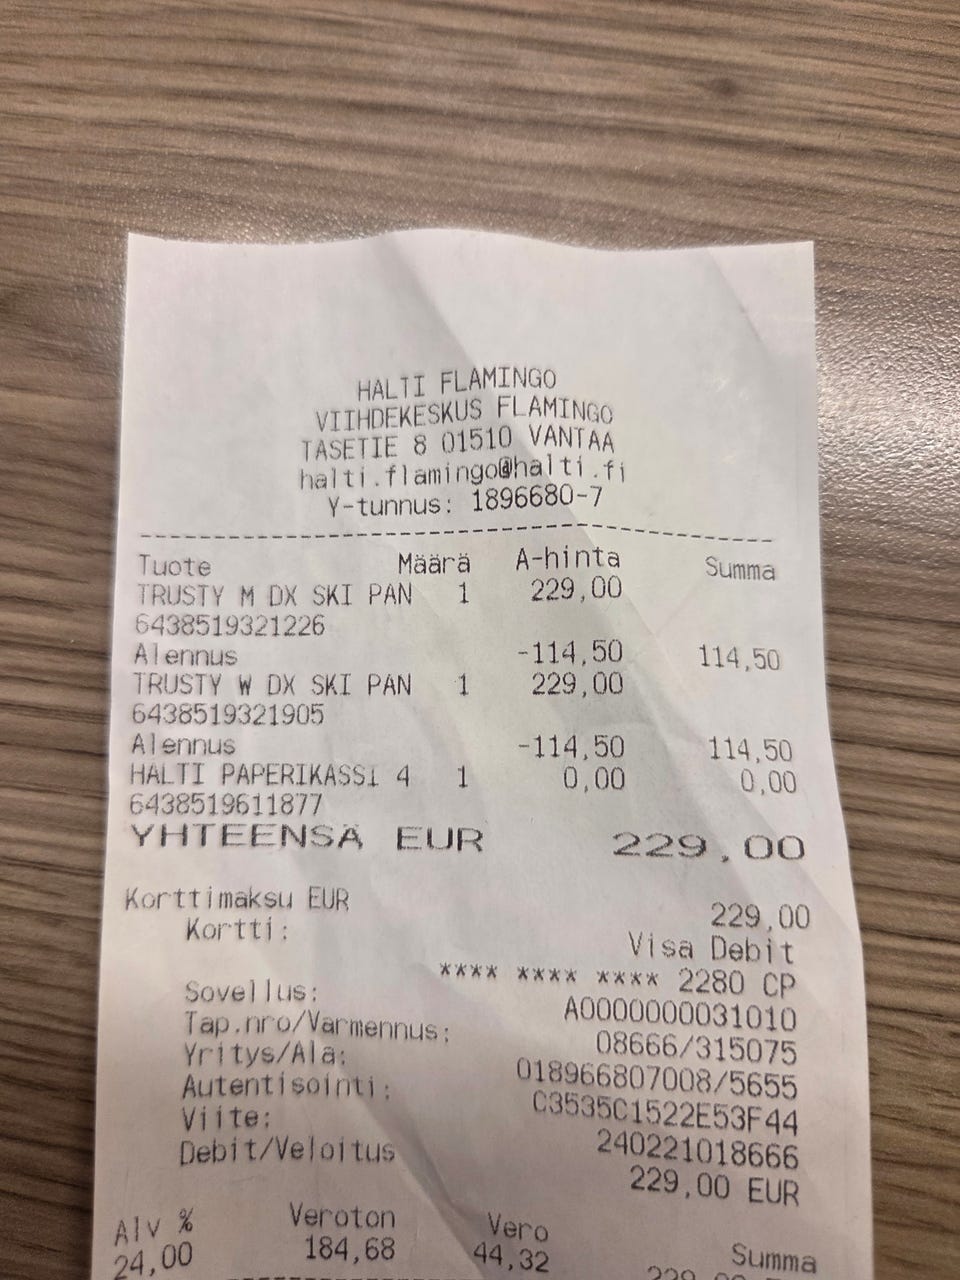 HALTI FLAMINGO
VIIHDEKESKUS FLAMINGO
TASETIE 8 01510 VANTAA
halti.flamingo@halti.fi
Y-tunnus: 1896680-7
Tuote Määrä A-hinta Summa
TRUSTY M DX SKI PAN 1 229,00
6438519321226
Alennus -114,50 114,50
TRUSTY W DX SKI PAN 1 229,00
6438519321905
Alennus -114,50 114,50
HALTI PAPERIKASSI 4 1 0,00 0,00
6438519611877
YHTEENSÄ EUR 229,00
Korttimaksu EUR 229,00
Kortti: Visa Debit
**** **** **** 2280 CP
Sovellus: A0000000031010
Tap.nro/Varmennus: 08666/315075
Yritys/Ala: 018966807008/5655
Autentisointi: C3535C1522E53F44
Viite: 240221018666
Debit/Veloitus 229,00 EUR
Alv % Veroton Vero Summa
24,00 184,68 44,32 229,00